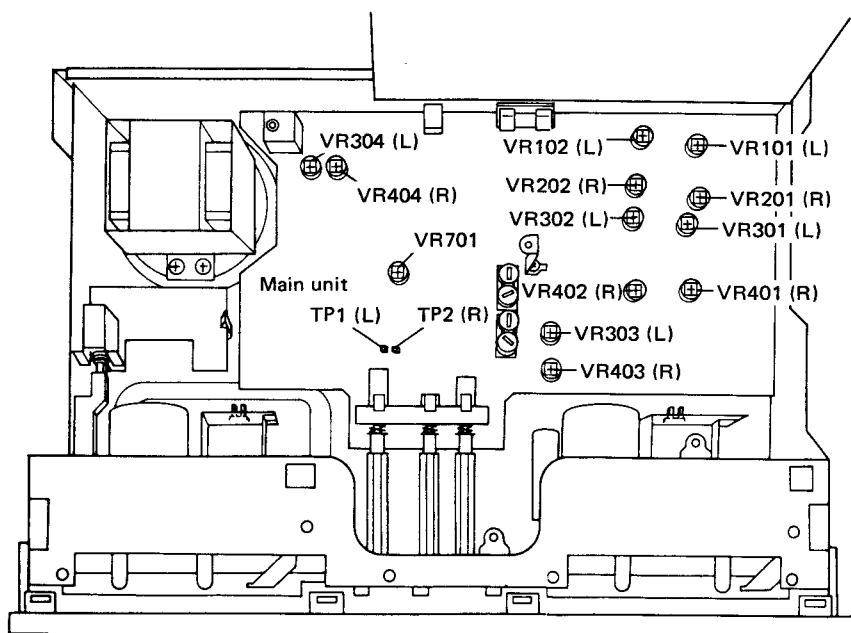 VR304 (L)
VR404 (R)
VR102 (L)
VR101 (L)
VR202 (R)
VR201 (R)
VR302 (L)
VR301 (L)
VR701
Main unit
VR402 (R)
VR401 (R)
TP1 (L)
TP2 (R)
VR303 (L)
VR403 (R)